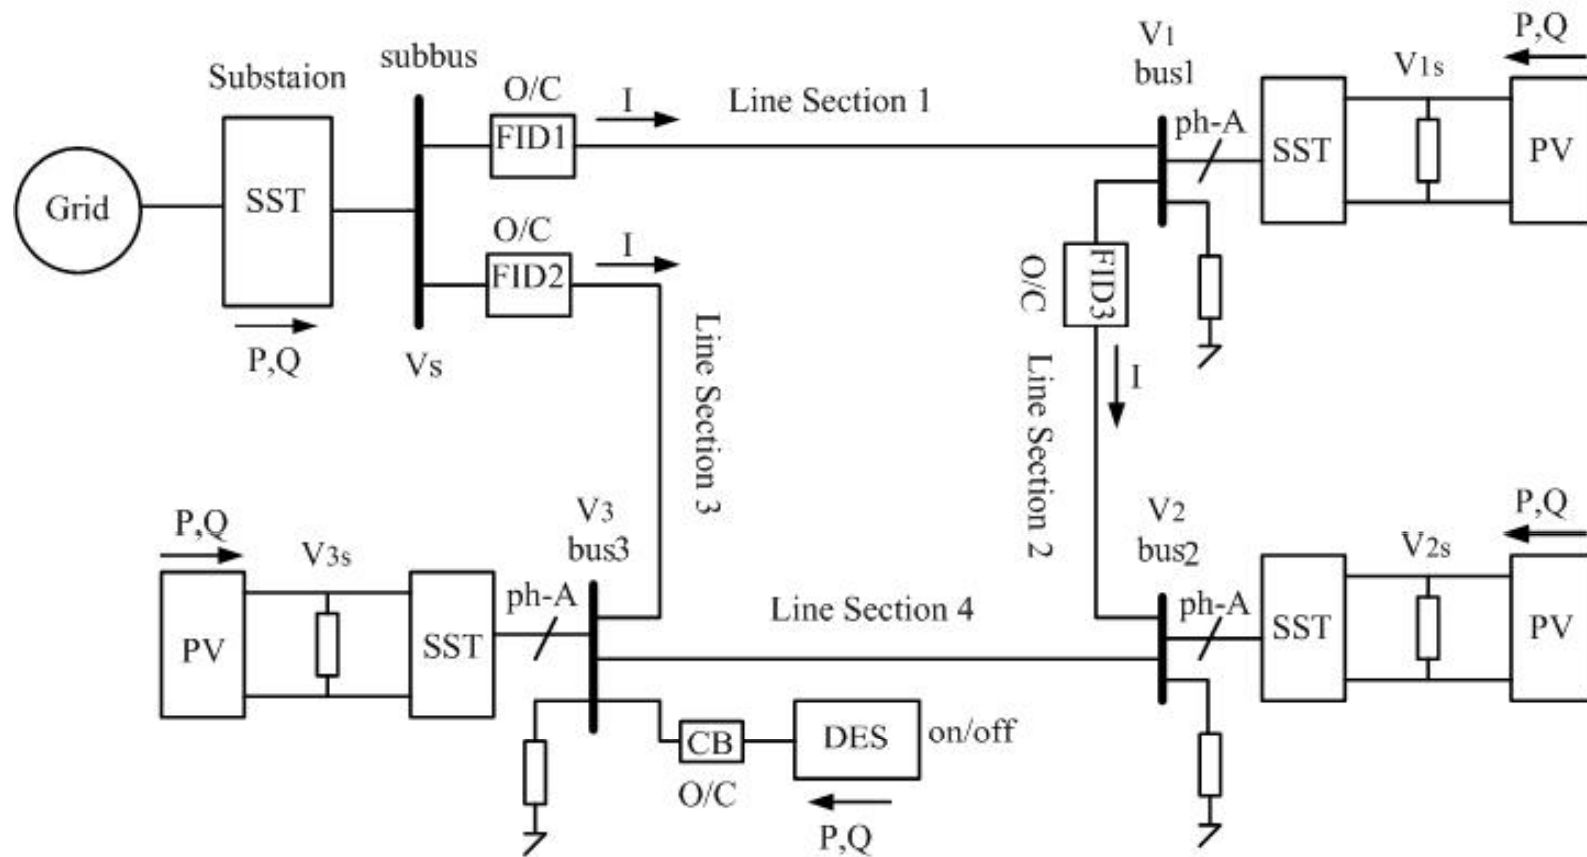 Grid
Substaion
SST
P,Q
subbus
Vs
O/C
FID1
I
Line Section 1
O/C
FID2
I
Line Section 3
V1
bus1
ph-A
SST
V1s
P,Q
PV
O/C
FID3
I
Line Section 2
V2
bus2
ph-A
SST
V2s
P,Q
PV
Line Section 4
V3
bus3
ph-A
SST
V3s
P,Q
PV
CB
O/C
DES
on/off
P,Q